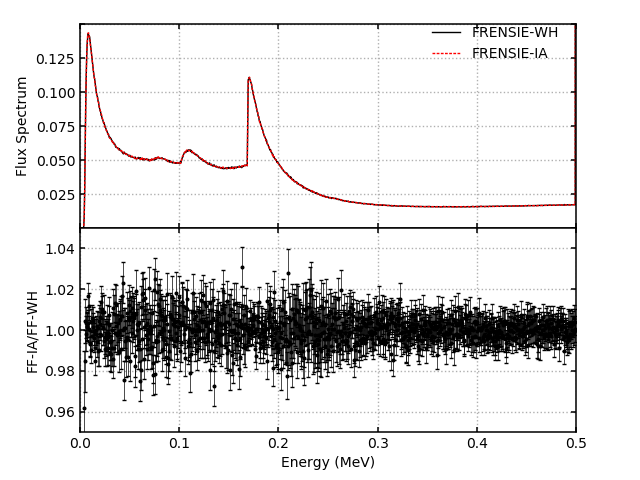 FRENSIE-WH
FRENSIE-IA
0.125
0.100
0.075
0.050
0.025
Flux Spectrum
1.04
1.02
1.00
0.98
0.96
FF-IA/FF-WH
0.0 0.1 0.2 0.3 0.4 0.5
Energy (MeV)